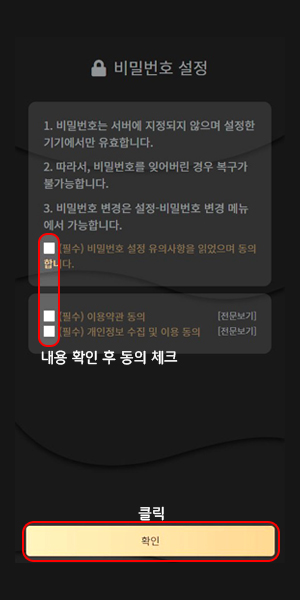 비밀번호 설정
1. 비밀번호는 서버에 지정되지 않으며 설정한
기기에서만 유효합니다.
2. 따라서, 비밀번호를 잊어버린 경우 복구가
불가능합니다.
3. 비밀번호 변경은 설정-비밀번호 변경 메뉴
에서 가능합니다.
(필수) 비밀번호 설정 유의사항을 읽었으며 동의
합니다.
(필수) 이용약관 동의 [전문보기]
(필수) 개인정보 수집 및 이용 동의 [전문보기]
내용 확인 후 동의 체크
클릭
확인